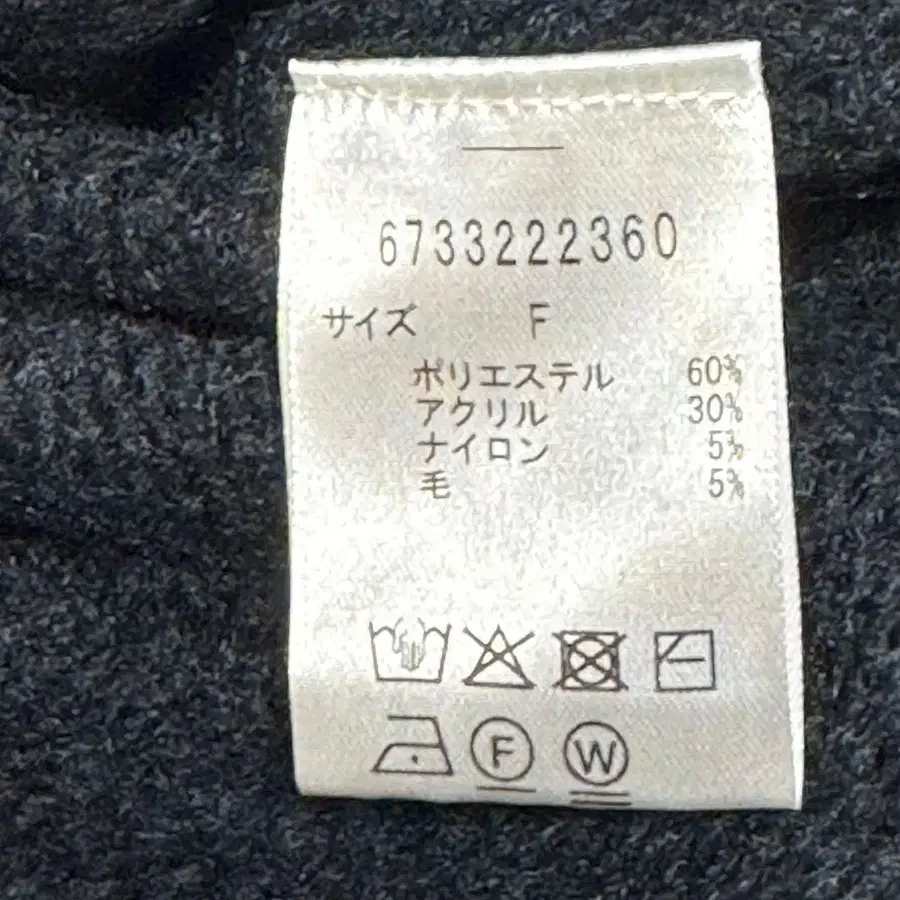 6733222360
サイズ F
ポリエステル 60%
アクリル 30%
ナイロン 5%
毛 5%
F W